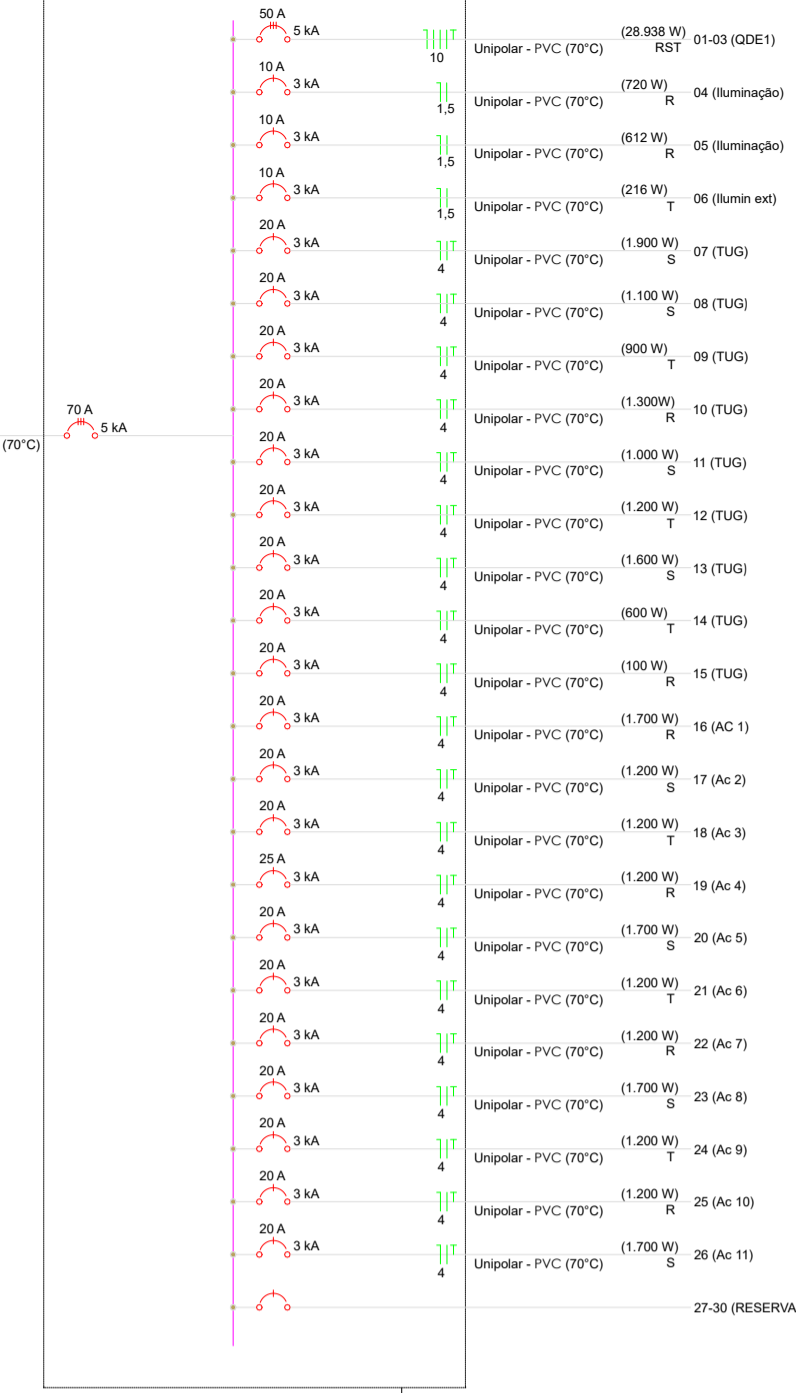 50 A
5 kA
10
Unipolar - PVC (70°C)
(28.938 W)
RST
01-03 (QDE1)
10 A
3 kA
1,5
Unipolar - PVC (70°C)
(720 W)
R
04 (Iluminação)
10 A
3 kA
1,5
Unipolar - PVC (70°C)
(612 W)
R
05 (Iluminação)
10 A
3 kA
1,5
Unipolar - PVC (70°C)
(216 W)
T
06 (Ilumin ext)
20 A
3 kA
4
Unipolar - PVC (70°C)
(1.900 W)
S
07 (TUG)
20 A
3 kA
4
Unipolar - PVC (70°C)
(1.100 W)
S
08 (TUG)
20 A
3 kA
4
Unipolar - PVC (70°C)
(900 W)
T
09 (TUG)
20 A
3 kA
4
Unipolar - PVC (70°C)
(1.300W)
R
10 (TUG)
70 A
5 kA
(70°C)
20 A
3 kA
4
Unipolar - PVC (70°C)
(1.000 W)
S
11 (TUG)
20 A
3 kA
4
Unipolar - PVC (70°C)
(1.200 W)
T
12 (TUG)
20 A
3 kA
4
Unipolar - PVC (70°C)
(1.600 W)
S
13 (TUG)
20 A
3 kA
4
Unipolar - PVC (70°C)
(600 W)
T
14 (TUG)
20 A
3 kA
4
Unipolar - PVC (70°C)
(100 W)
R
15 (TUG)
20 A
3 kA
4
Unipolar - PVC (70°C)
(1.700 W)
R
16 (AC 1)
20 A
3 kA
4
Unipolar - PVC (70°C)
(1.200 W)
S
17 (Ac 2)
20 A
3 kA
4
Unipolar - PVC (70°C)
(1.200 W)
T
18 (Ac 3)
25 A
3 kA
4
Unipolar - PVC (70°C)
(1.200 W)
R
19 (Ac 4)
20 A
3 kA
4
Unipolar - PVC (70°C)
(1.700 W)
S
20 (Ac 5)
20 A
3 kA
4
Unipolar - PVC (70°C)
(1.200 W)
T
21 (Ac 6)
20 A
3 kA
4
Unipolar - PVC (70°C)
(1.200 W)
R
22 (Ac 7)
20 A
3 kA
4
Unipolar - PVC (70°C)
(1.700 W)
S
23 (Ac 8)
20 A
3 kA
4
Unipolar - PVC (70°C)
(1.200 W)
T
24 (Ac 9)
20 A
3 kA
4
Unipolar - PVC (70°C)
(1.200 W)
R
25 (Ac 10)
20 A
3 kA
4
Unipolar - PVC (70°C)
(1.700 W)
S
26 (Ac 11)
27-30 (RESERVA